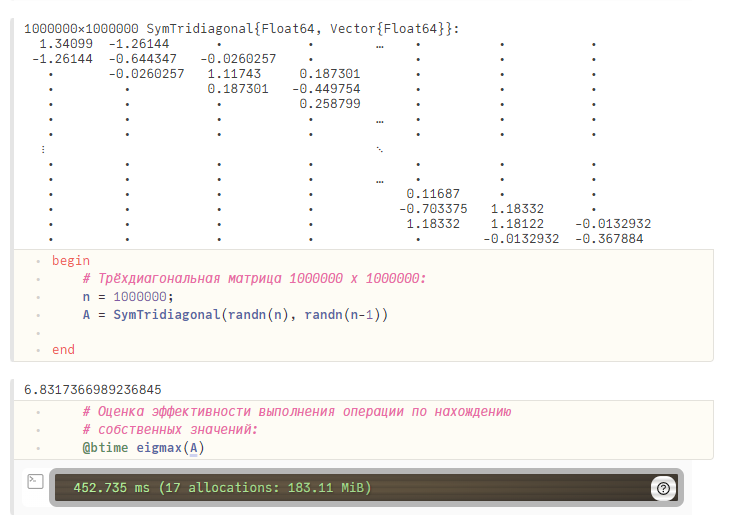 1000000×1000000 SymTridiagonal{Float64, Vector{Float64}}:
1.34099 -1.26144 ⋅ ⋅ … ⋅ ⋅ ⋅
-1.26144 -0.644347 -0.0260257 ⋅ ⋅ ⋅ ⋅
⋅ -0.0260257 1.11743 0.187301 ⋅ ⋅ ⋅
⋅ ⋅ 0.187301 -0.449754 ⋅ ⋅ ⋅
⋅ ⋅ ⋅ 0.258799 ⋅ ⋅ ⋅
⋅ ⋅ ⋅ ⋅ … ⋅ ⋅ ⋅
⋅ ⋅ ⋅ ⋅ ⋅ ⋅ ⋅
⋮ ⋱
⋅ ⋅ ⋅ ⋅ ⋅ ⋅ ⋅
⋅ ⋅ ⋅ ⋅ … ⋅ ⋅ ⋅
⋅ ⋅ ⋅ ⋅ 0.11687 ⋅ ⋅
⋅ ⋅ ⋅ ⋅ -0.703375 1.18332 ⋅
⋅ ⋅ ⋅ ⋅ 1.18332 1.18122 -0.0132932
⋅ ⋅ ⋅ ⋅ ⋅ -0.0132932 -0.367884
begin
# Трёхдиагональная матрица 1000000 x 1000000:
n = 1000000;
A = SymTridiagonal(randn(n), randn(n-1))
end
6.8317366989236845
# Оценка эффективности выполнения операции по нахождению
# собственных значений:
@btime eigmax(A)
452.735 ms (17 allocations: 183.11 MiB)